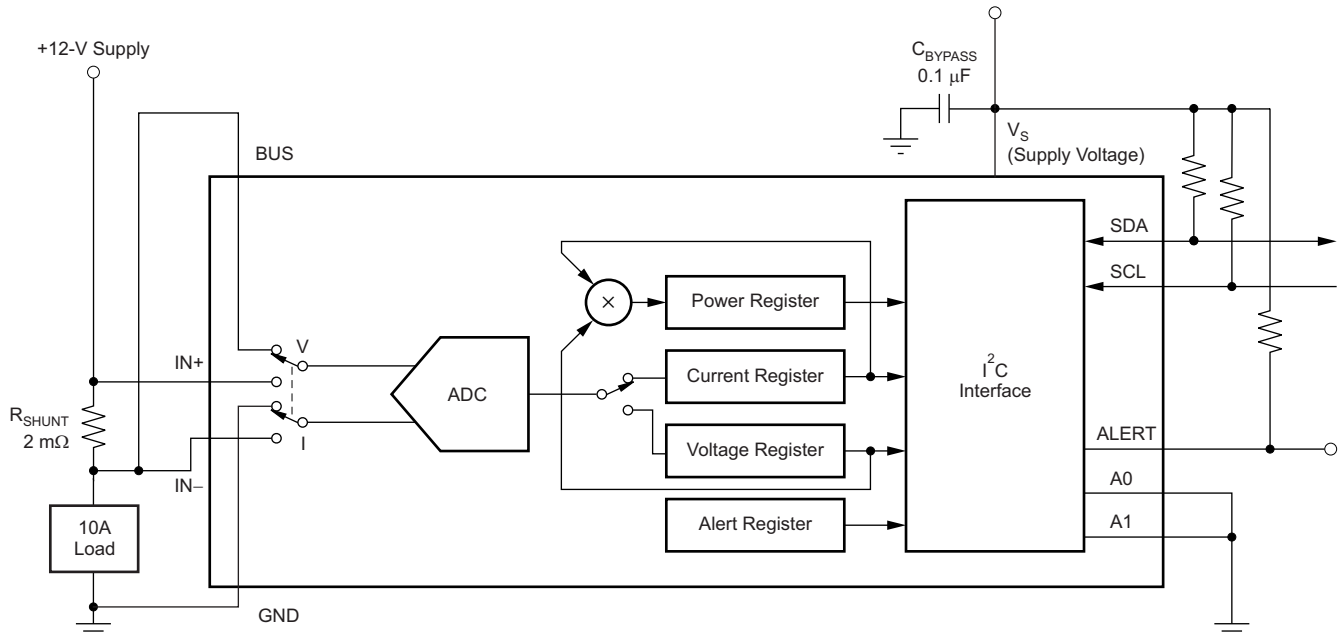 +12-V Supply
C_BYPASS
0.1 μF
V_S
(Supply Voltage)
BUS
SDA
SCL
×
Power Register
V
IN+
ADC
Current Register
I²C
Interface
R_SHUNT
2 mΩ
I
Voltage Register
ALERT
IN–
A0
10A
Load
Alert Register
A1
GND